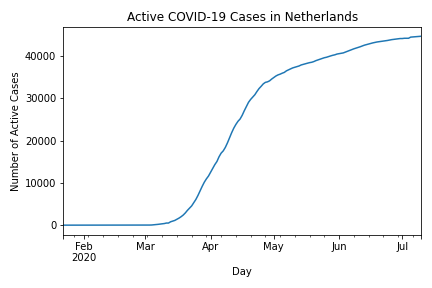 Active COVID-19 Cases in Netherlands
Number of Active Cases
40000
30000
20000
10000
0
Feb
2020
Mar
Apr
May
Jun
Jul
Day